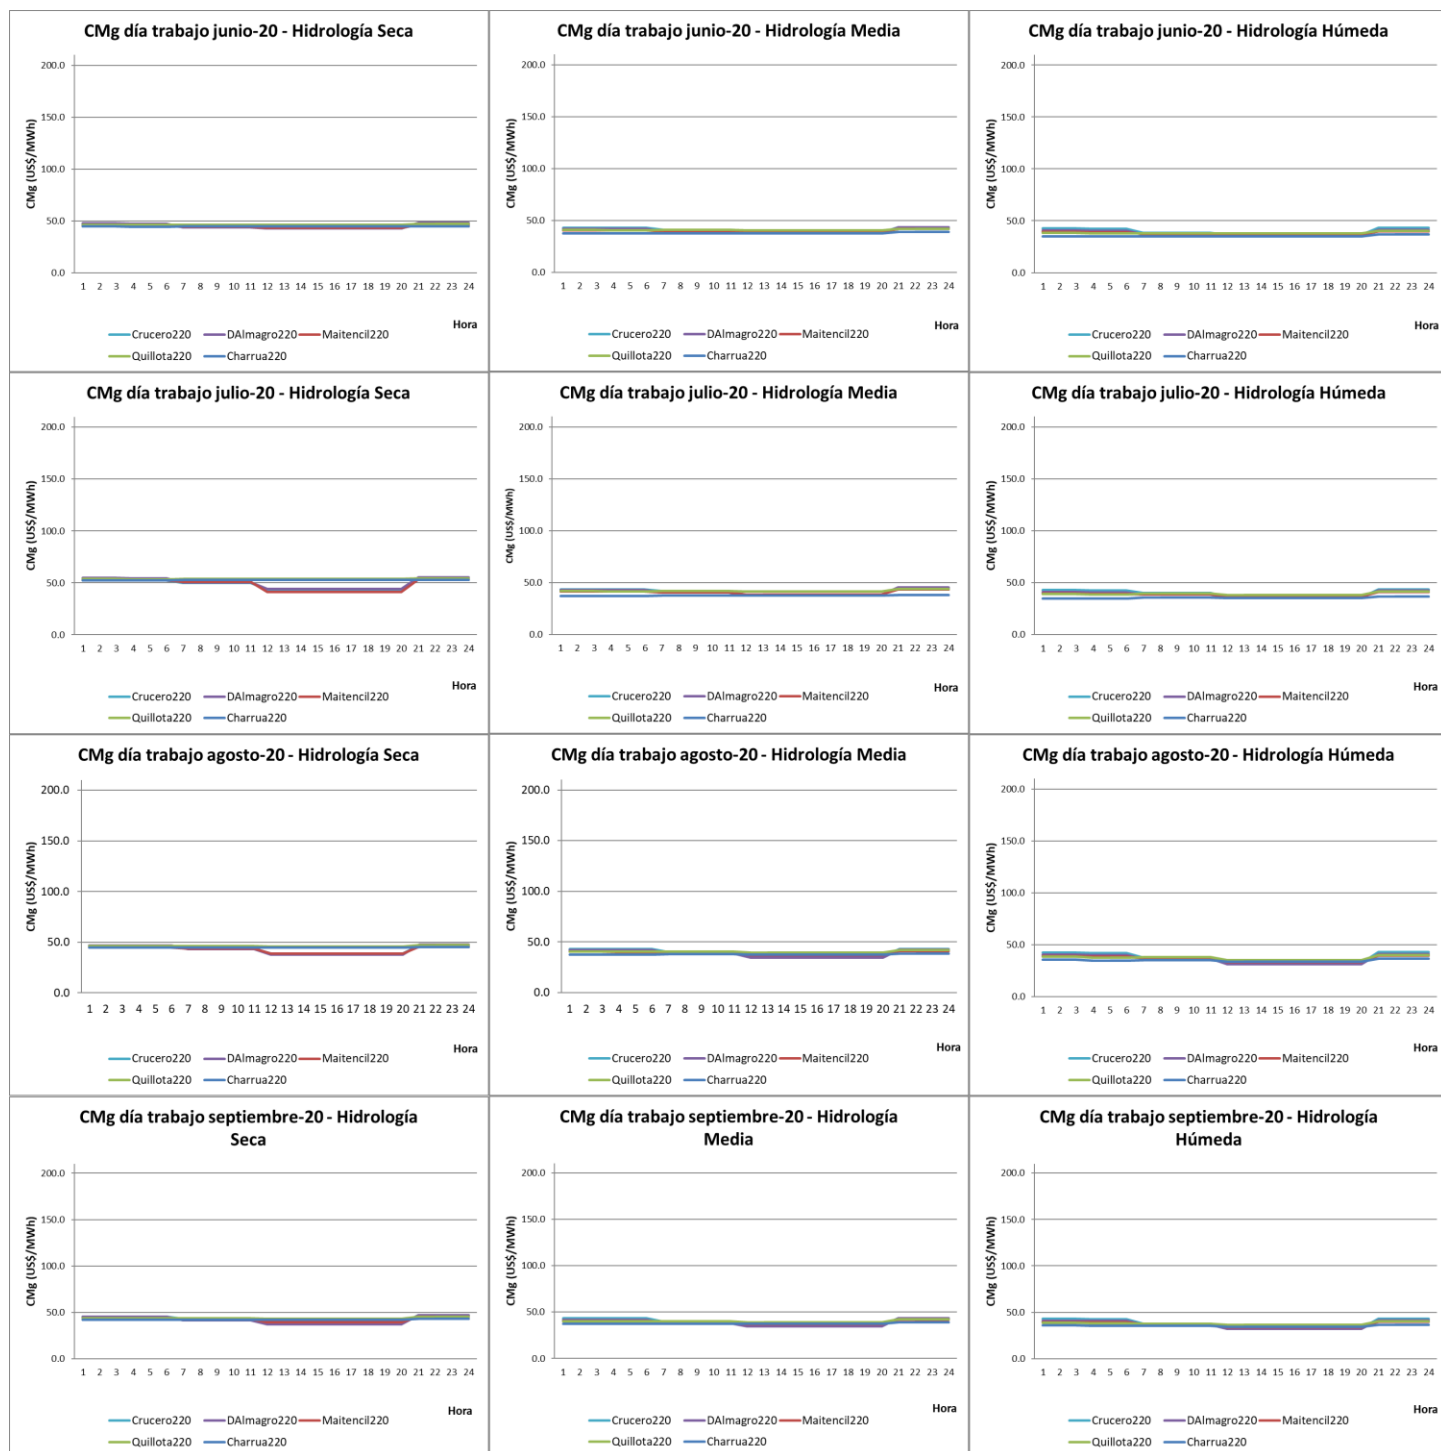 CMg día trabajo junio-20 - Hidrología Seca
CMg (US$/MWh)
200.0
150.0
100.0
50.0
0.0
1 2 3 4 5 6 7 8 9 10 11 12 13 14 15 16 17 18 19 20 21 22 23 24
Hora
Crucero220 DAlmagro220 Maitencil220
Quillota220 Charrua220
CMg día trabajo junio-20 - Hidrología Media
CMg (US$/MWh)
200.0
150.0
100.0
50.0
0.0
1 2 3 4 5 6 7 8 9 10 11 12 13 14 15 16 17 18 19 20 21 22 23 24
Hora
Crucero220 DAlmagro220 Maitencil220
Quillota220 Charrua220
CMg día trabajo junio-20 - Hidrología Húmeda
CMg (US$/MWh)
200.0
150.0
100.0
50.0
0.0
1 2 3 4 5 6 7 8 9 10 11 12 13 14 15 16 17 18 19 20 21 22 23 24
Hora
Crucero220 DAlmagro220 Maitencil220
Quillota220 Charrua220
CMg día trabajo julio-20 - Hidrología Seca
CMg (US$/MWh)
200.0
150.0
100.0
50.0
0.0
1 2 3 4 5 6 7 8 9 10 11 12 13 14 15 16 17 18 19 20 21 22 23 24
Hora
Crucero220 DAlmagro220 Maitencil220
Quillota220 Charrua220
CMg día trabajo julio-20 - Hidrología Media
CMg (US$/MWh)
200.0
150.0
100.0
50.0
0.0
1 2 3 4 5 6 7 8 9 10 11 12 13 14 15 16 17 18 19 20 21 22 23 24
Hora
Crucero220 DAlmagro220 Maitencil220
Quillota220 Charrua220
CMg día trabajo julio-20 - Hidrología Húmeda
CMg (US$/MWh)
200.0
150.0
100.0
50.0
0.0
1 2 3 4 5 6 7 8 9 10 11 12 13 14 15 16 17 18 19 20 21 22 23 24
Hora
Crucero220 DAlmagro220 Maitencil220
Quillota220 Charrua220
CMg día trabajo agosto-20 - Hidrología Seca
CMg (US$/MWh)
200.0
150.0
100.0
50.0
0.0
1 2 3 4 5 6 7 8 9 10 11 12 13 14 15 16 17 18 19 20 21 22 23 24
Hora
Crucero220 DAlmagro220 Maitencil220
Quillota220 Charrua220
CMg día trabajo agosto-20 - Hidrología Media
CMg (US$/MWh)
200.0
150.0
100.0
50.0
0.0
1 2 3 4 5 6 7 8 9 10 11 12 13 14 15 16 17 18 19 20 21 22 23 24
Hora
Crucero220 DAlmagro220 Maitencil220
Quillota220 Charrua220
CMg día trabajo agosto-20 - Hidrología Húmeda
CMg (US$/MWh)
200.0
150.0
100.0
50.0
0.0
1 2 3 4 5 6 7 8 9 10 11 12 13 14 15 16 17 18 19 20 21 22 23 24
Hora
Crucero220 DAlmagro220 Maitencil220
Quillota220 Charrua220
CMg día trabajo septiembre-20 - Hidrología
Seca
CMg (US$/MWh)
200.0
150.0
100.0
50.0
0.0
1 2 3 4 5 6 7 8 9 10 11 12 13 14 15 16 17 18 19 20 21 22 23 24
Hora
Crucero220 DAlmagro220 Maitencil220
Quillota220 Charrua220
CMg día trabajo septiembre-20 - Hidrología
Media
CMg (US$/MWh)
200.0
150.0
100.0
50.0
0.0
1 2 3 4 5 6 7 8 9 10 11 12 13 14 15 16 17 18 19 20 21 22 23 24
Hora
Crucero220 DAlmagro220 Maitencil220
Quillota220 Charrua220
CMg día trabajo septiembre-20 - Hidrología
Húmeda
CMg (US$/MWh)
200.0
150.0
100.0
50.0
0.0
1 2 3 4 5 6 7 8 9 10 11 12 13 14 15 16 17 18 19 20 21 22 23 24
Hora
Crucero220 DAlmagro220 Maitencil220
Quillota220 Charrua220